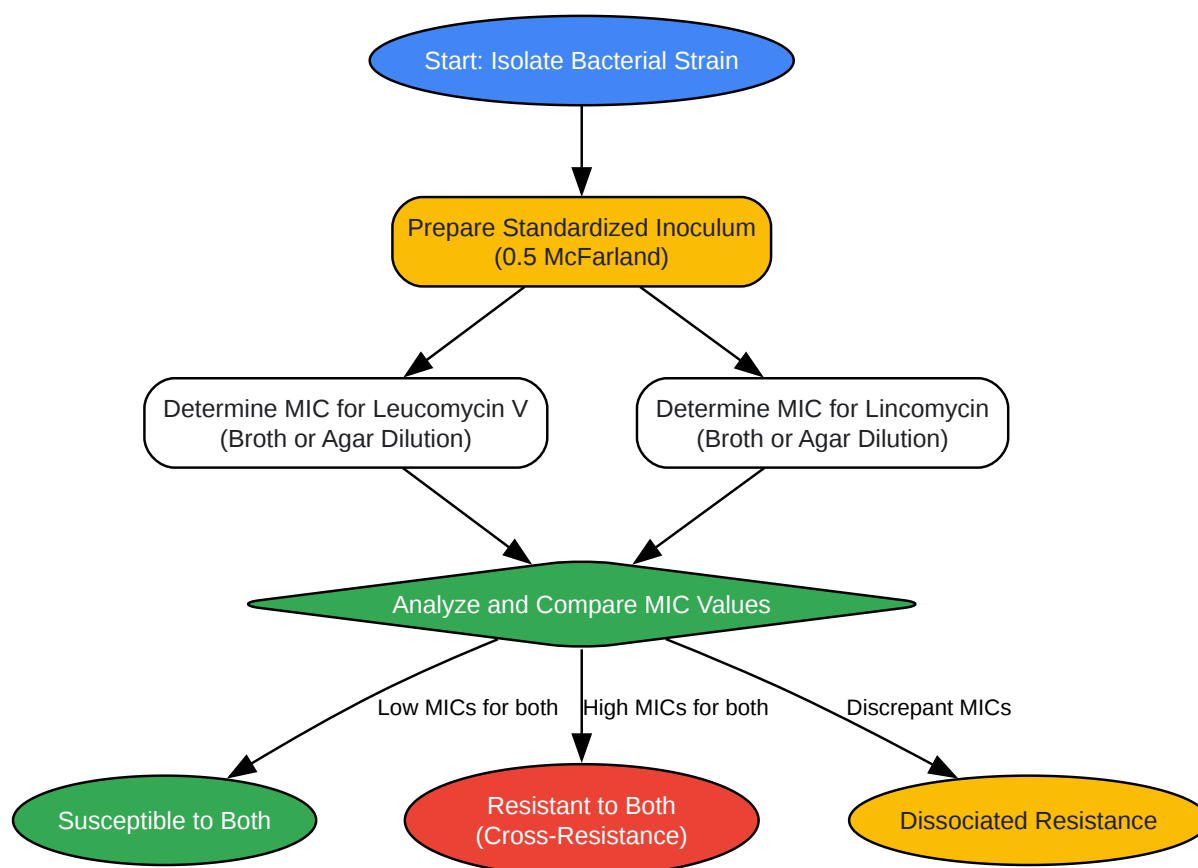 Start: Isolate Bacterial Strain
Prepare Standardized Inoculum
(0.5 McFarland)
Determine MIC for Leucomycin V
(Broth or Agar Dilution)
Determine MIC for Lincomycin
(Broth or Agar Dilution)
Analyze and Compare MIC Values
Low MICs for both
High MICs for both
Discrepant MICs
Susceptible to Both
Resistant to Both
(Cross-Resistance)
Dissociated Resistance